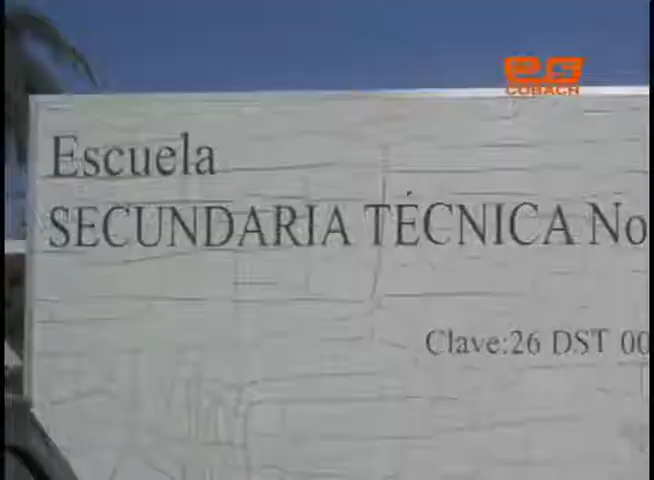 es
COBACH
Escuela
SECUNDARIA TÉCNICA No
Clave:26 DST 00